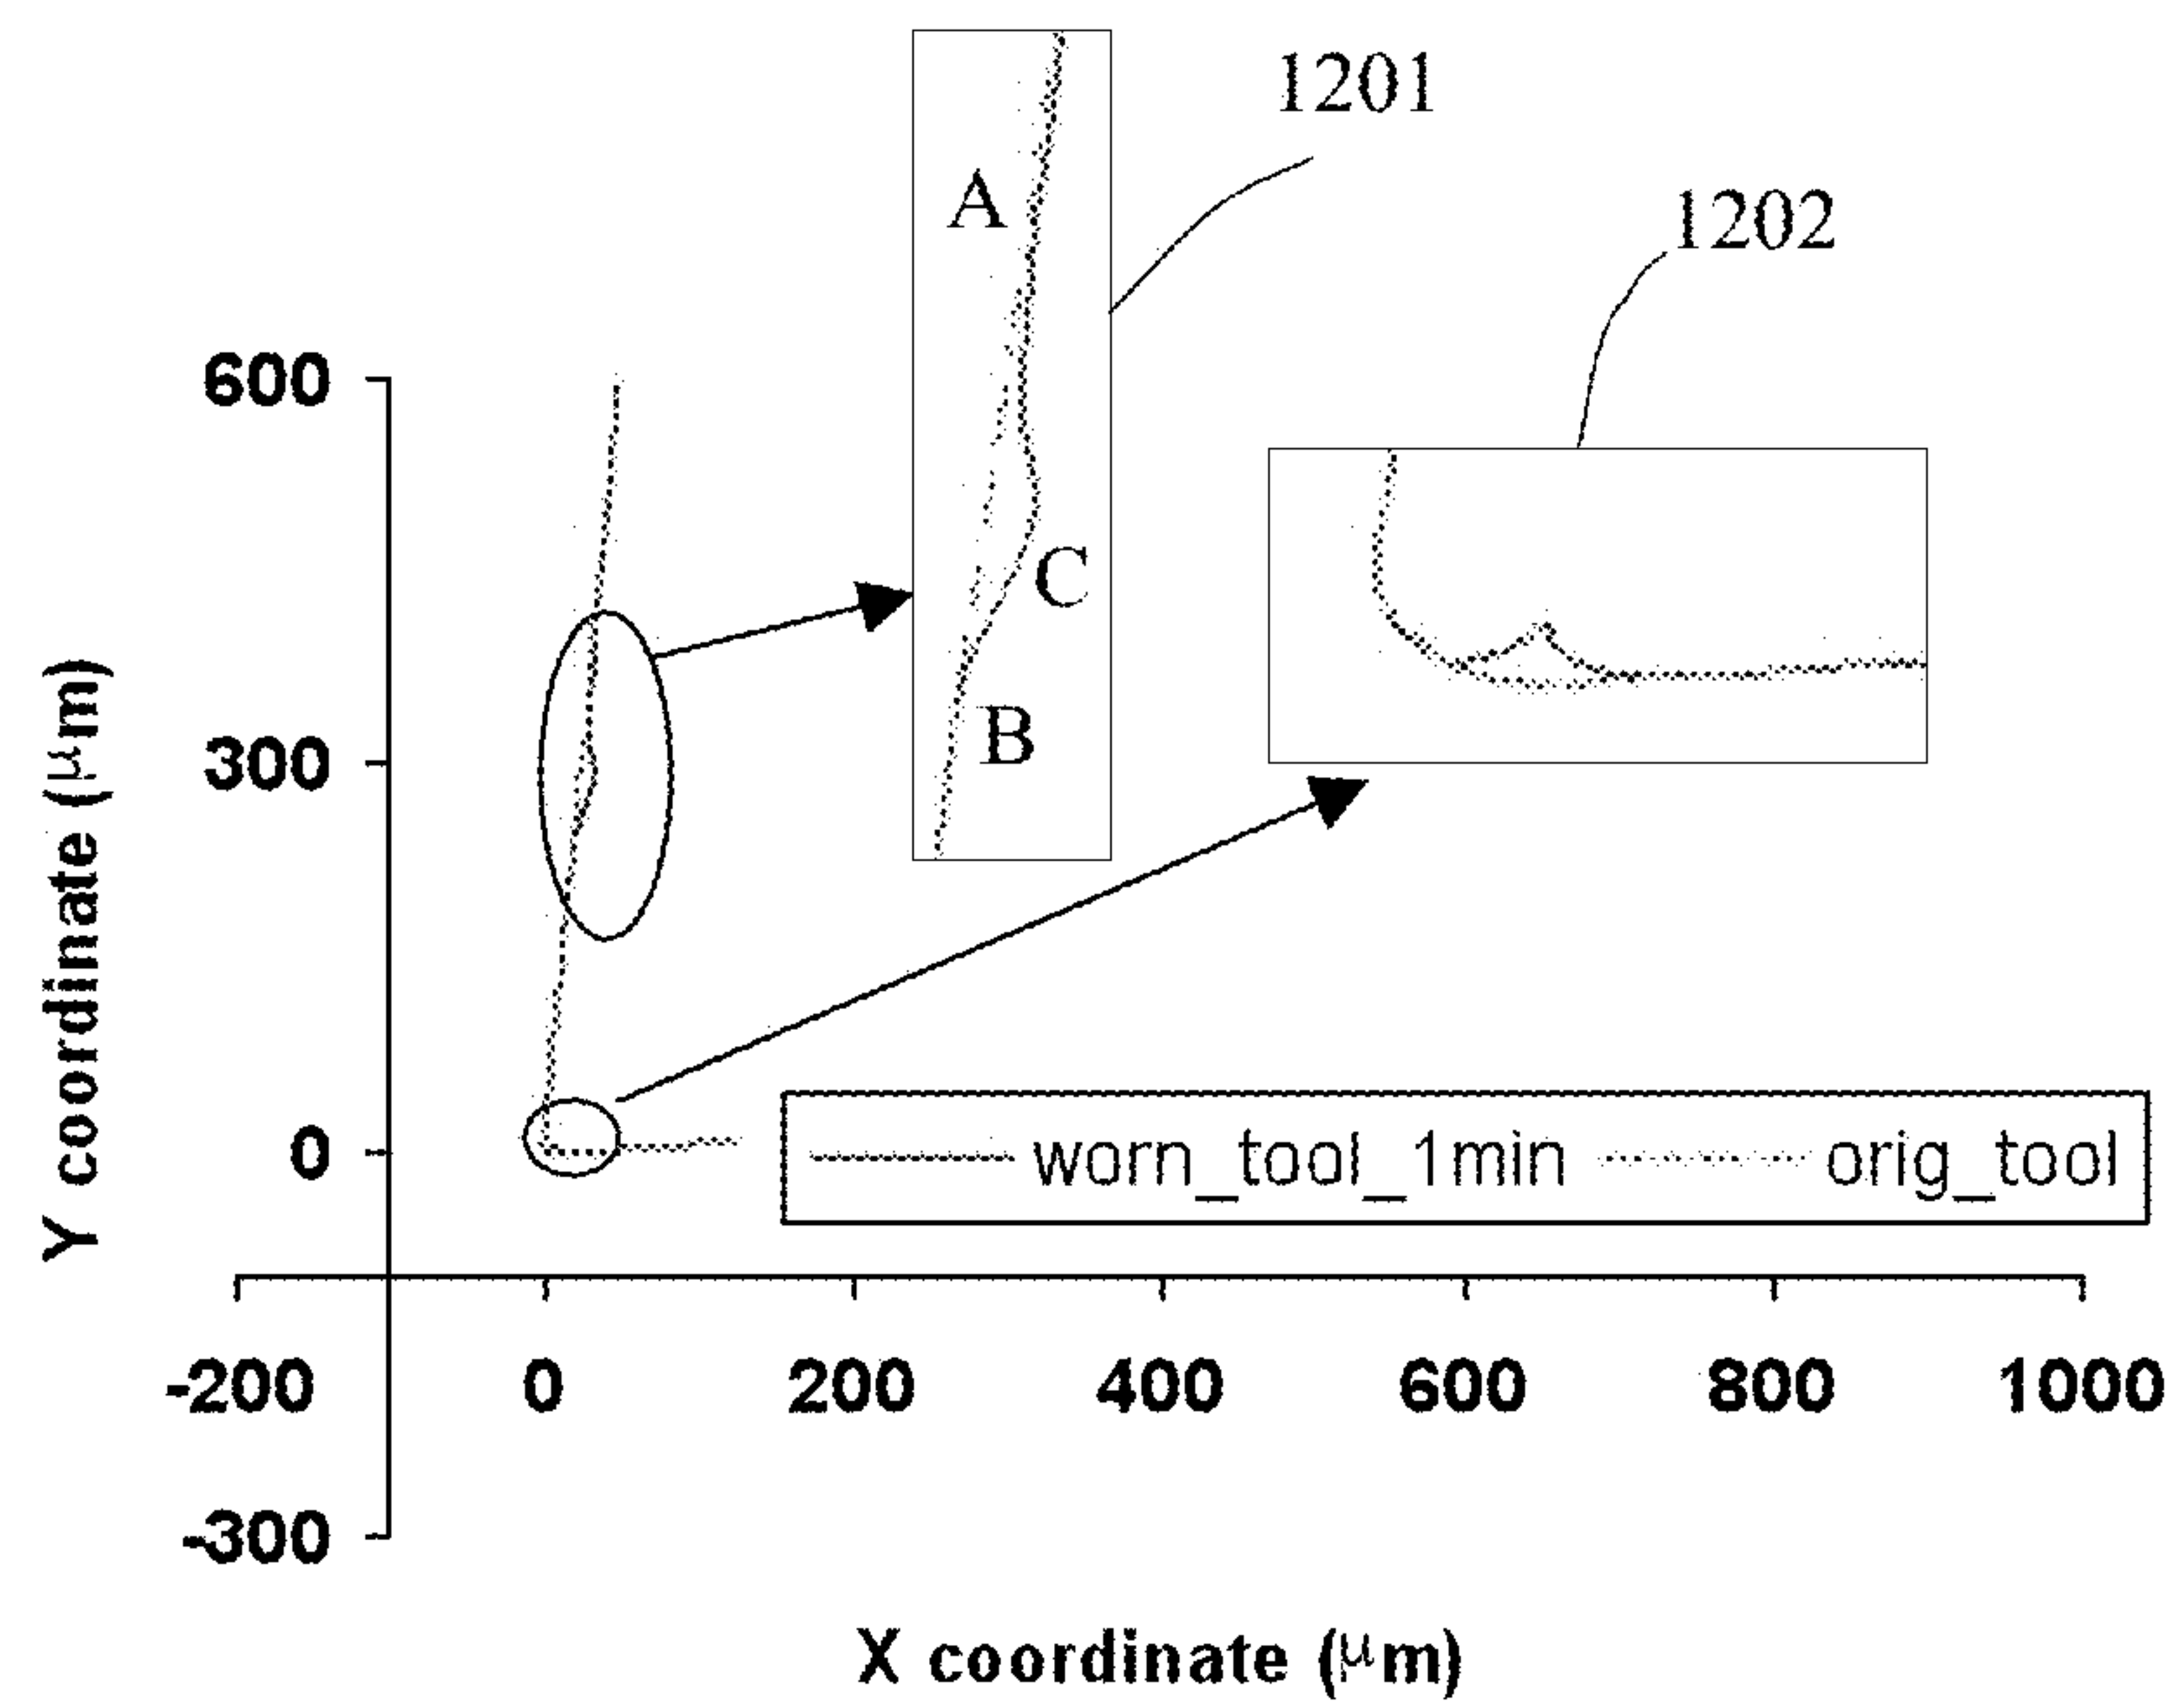 1201
1202
A
C
B
600
300
0
-300
Y coordinate (μm)
worn_tool_1min orig_tool
-200 0 200 400 600 800 1000
X coordinate (μm)